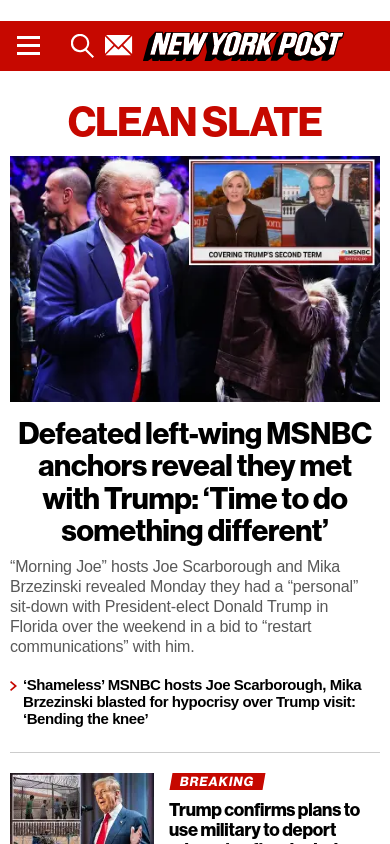 NEW YORK POST
CLEAN SLATE
COVERING TRUMP'S SECOND TERM
MSNBC
Defeated left-wing MSNBC
anchors reveal they met
with Trump: ‘Time to do
something different’
“Morning Joe” hosts Joe Scarborough and Mika
Brzezinski revealed Monday they had a “personal”
sit-down with President-elect Donald Trump in
Florida over the weekend in a bid to “restart
communications” with him.
‘Shameless’ MSNBC hosts Joe Scarborough, Mika
Brzezinski blasted for hypocrisy over Trump visit:
‘Bending the knee’
BREAKING
Trump confirms plans to
use military to deport